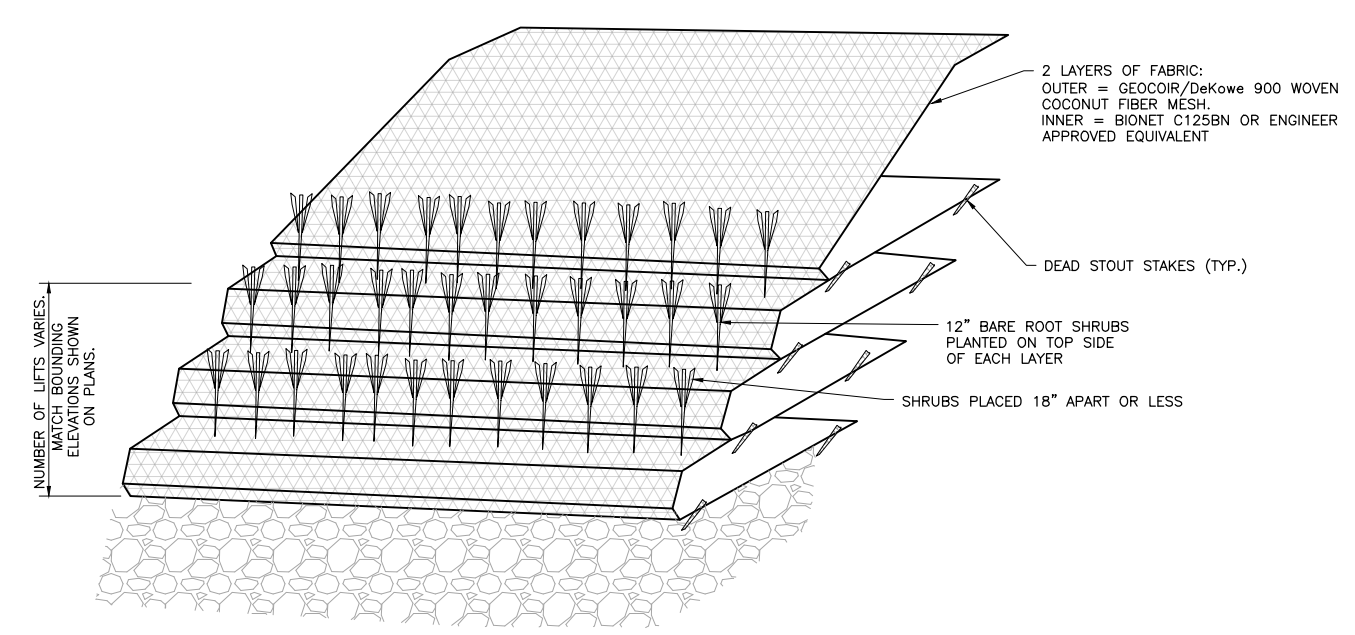 2 LAYERS OF FABRIC:
OUTER = GEOCOIR/DeKowe 900 WOVEN
COCONUT FIBER MESH.
INNER = BIONET C125BN OR ENGINEER
APPROVED EQUIVALENT
DEAD STOUT STAKES (TYP.)
12" BARE ROOT SHRUBS
PLANTED ON TOP SIDE
OF EACH LAYER
SHRUBS PLACED 18" APART OR LESS
NUMBER OF LIFTS VARIES.
MATCH BOUNDING
ELEVATIONS SHOWN
ON PLANS.